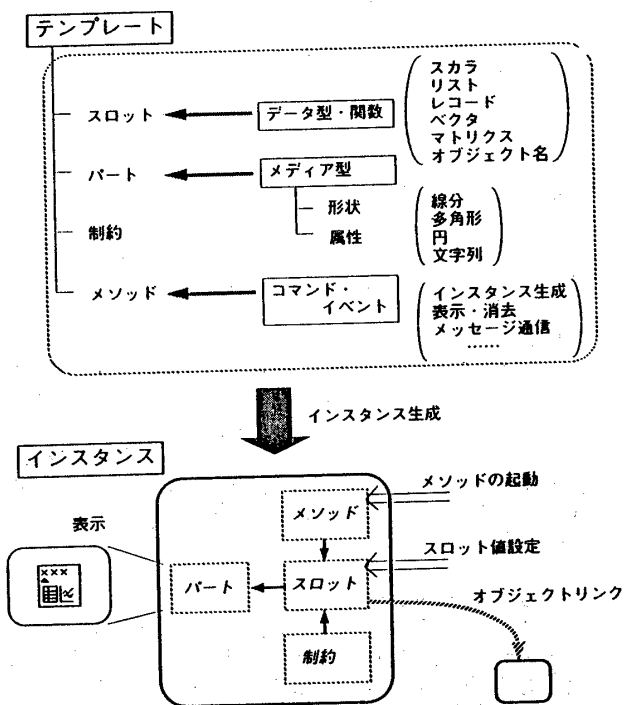 テンプレート
スロット
データ型・関数
スカラ
リスト
レコード
ベクタ
マトリクス
オブジェクト名
パート
メディア型
形状
属性
線分
多角形
円
文字列
制約
メソッド
コマンド・
イベント
インスタンス生成
表示・消去
メッセージ通信
……
インスタンス生成
インスタンス
メソッドの起動
メソッド
表示
スロット値設定
×××
パート
スロット
オブジェクトリンク
制約